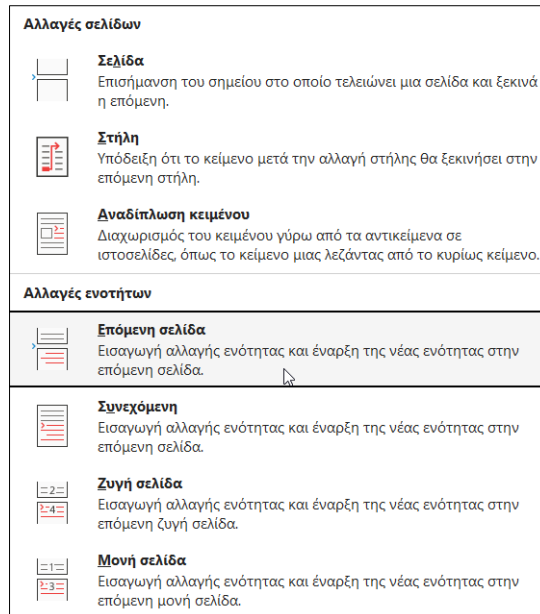 Αλλαγές σελίδων
Σελίδα
Επισήμανση του σημείου στο οποίο τελειώνει μια σελίδα και ξεκινά
η επόμενη.
Στήλη
Υπόδειξη ότι το κείμενο μετά την αλλαγή στήλης θα ξεκινήσει στην
επόμενη στήλη.
Αναδίπλωση κειμένου
Διαχωρισμός του κειμένου γύρω από τα αντικείμενα σε
ιστοσελίδες, όπως το κείμενο μιας λεζάντας από το κυρίως κείμενο.
Αλλαγές ενοτήτων
Επόμενη σελίδα
Εισαγωγή αλλαγής ενότητας και έναρξη της νέας ενότητας στην
επόμενη σελίδα.
Συνεχόμενη
Εισαγωγή αλλαγής ενότητας και έναρξη της νέας ενότητας στην
επόμενη σελίδα.
2
4
Ζυγή σελίδα
Εισαγωγή αλλαγής ενότητας και έναρξη της νέας ενότητας στην
επόμενη ζυγή σελίδα.
1
3
Μονή σελίδα
Εισαγωγή αλλαγής ενότητας και έναρξη της νέας ενότητας στην
επόμενη μονή σελίδα.